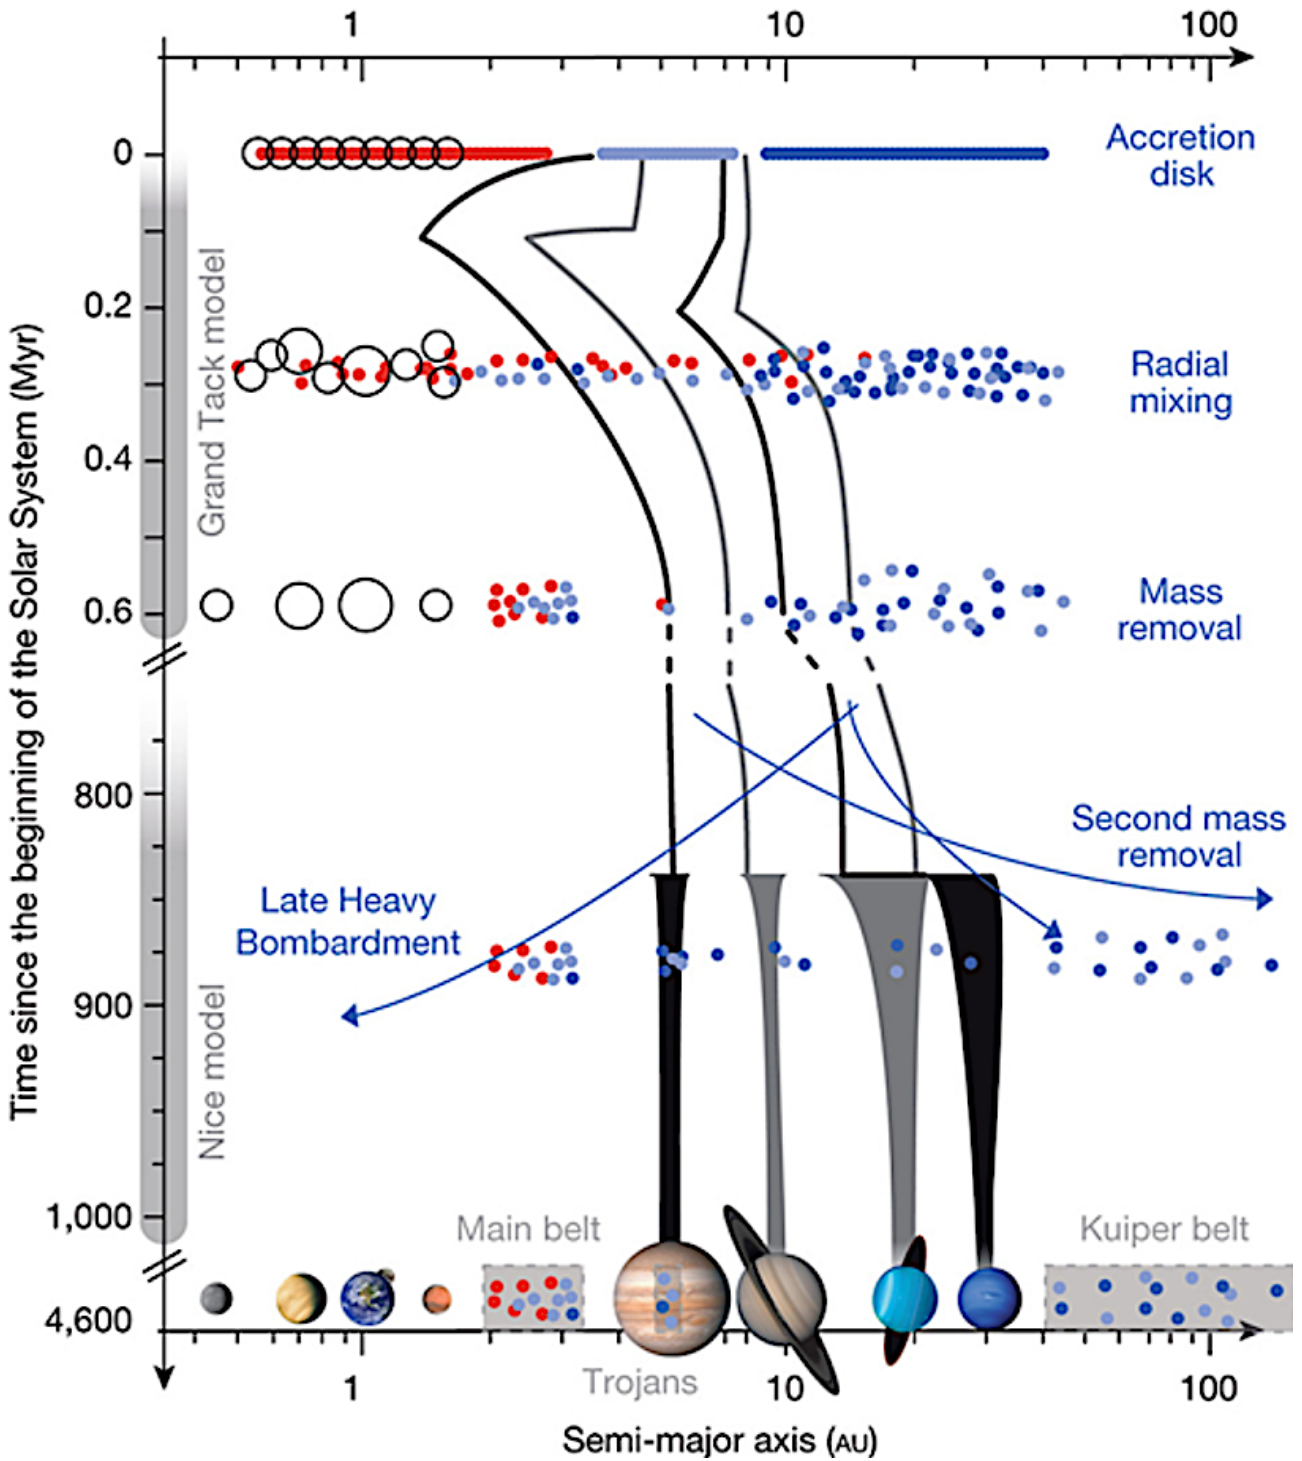 1 10 100
0
Accretion
disk
0.2
Radial
mixing
Grand Tack model
0.4
Mass
removal
0.6
Time since the beginning of the Solar System (Myr)
800
Second mass
removal
Late Heavy
Bombardment
900
Nice model
1,000
Main belt
Kuiper belt
4,600
Trojans
1 10 100
Semi-major axis (AU)